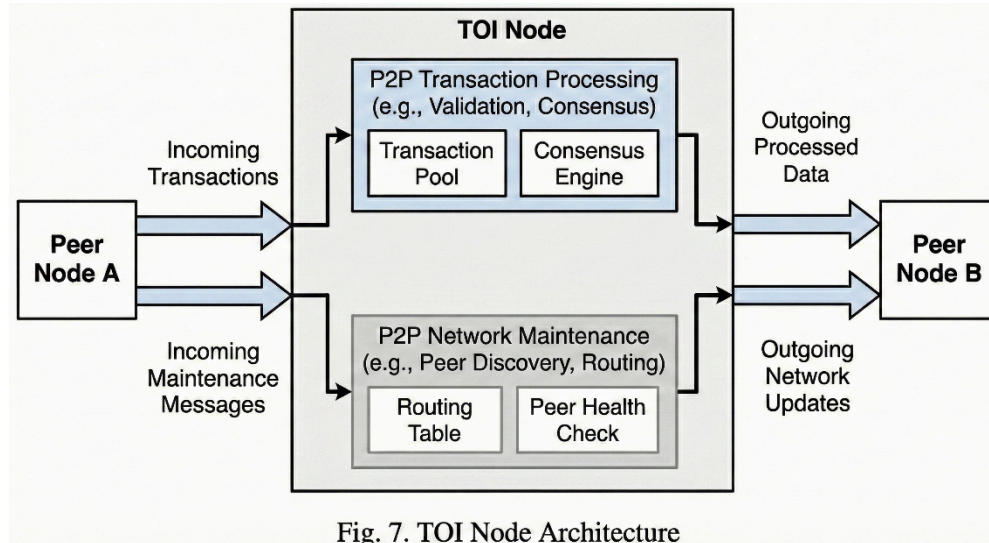 TOI Node
P2P Transaction Processing
(e.g., Validation, Consensus)
Transaction
Pool
Consensus
Engine
Incoming
Transactions
Outgoing
Processed
Data
Peer
Node A
Peer
Node B
Incoming
Maintenance
Messages
P2P Network Maintenance
(e.g., Peer Discovery, Routing)
Routing
Table
Peer Health
Check
Outgoing
Network
Updates
Fig. 7. TOI Node Architecture